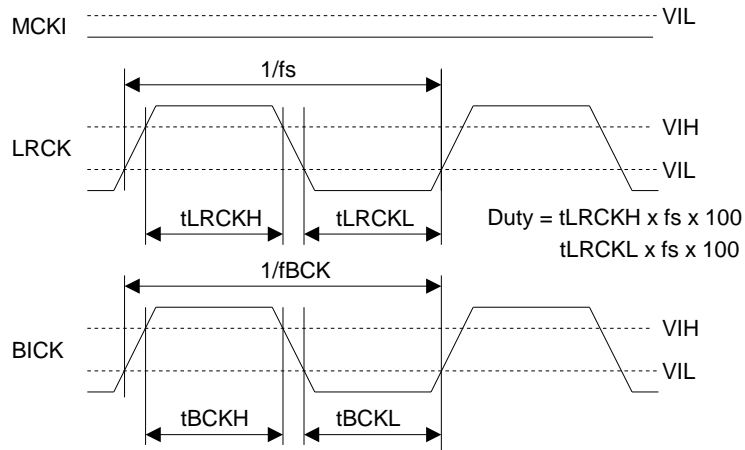 MCKI
VIL
1/fs
LRCK
VIH
VIL
tLRCKH
tLRCKL
Duty = tLRCKH x fs x 100
tLRCKL x fs x 100
1/fBCK
BICK
VIH
VIL
tBCKH
tBCKL